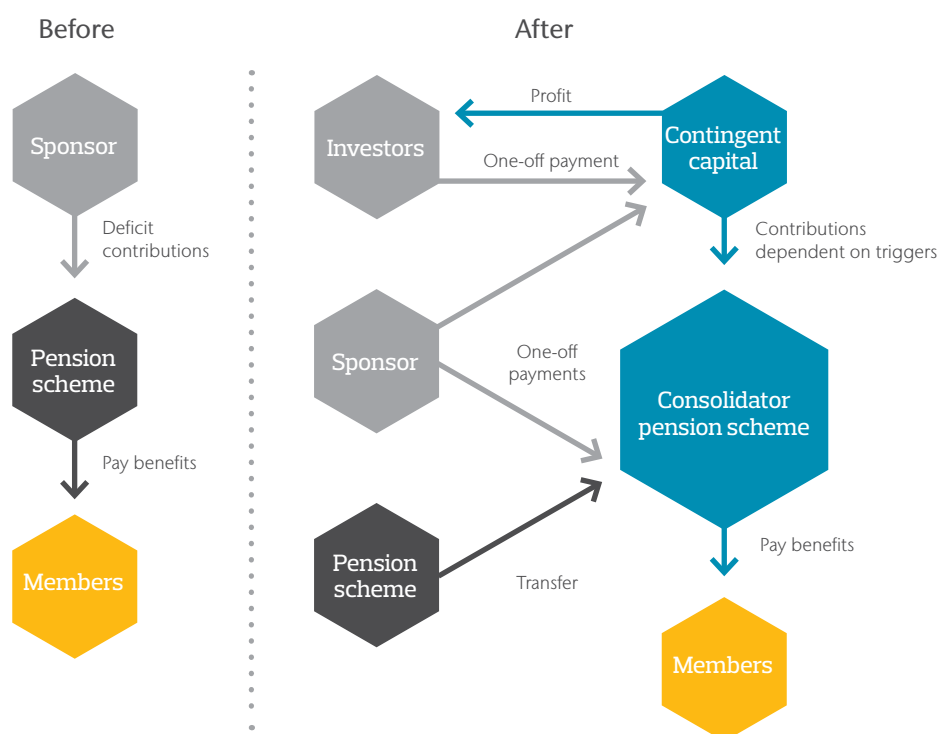 Before
Sponsor
Deficit
contributions
Pension
scheme
Pay benefits
Members
After
Profit
Investors
Contingent
capital
One-off payment
Contributions
dependent on triggers
Sponsor
One-off
payments
Consolidator
pension scheme
Pension
scheme
Transfer
Pay benefits
Members